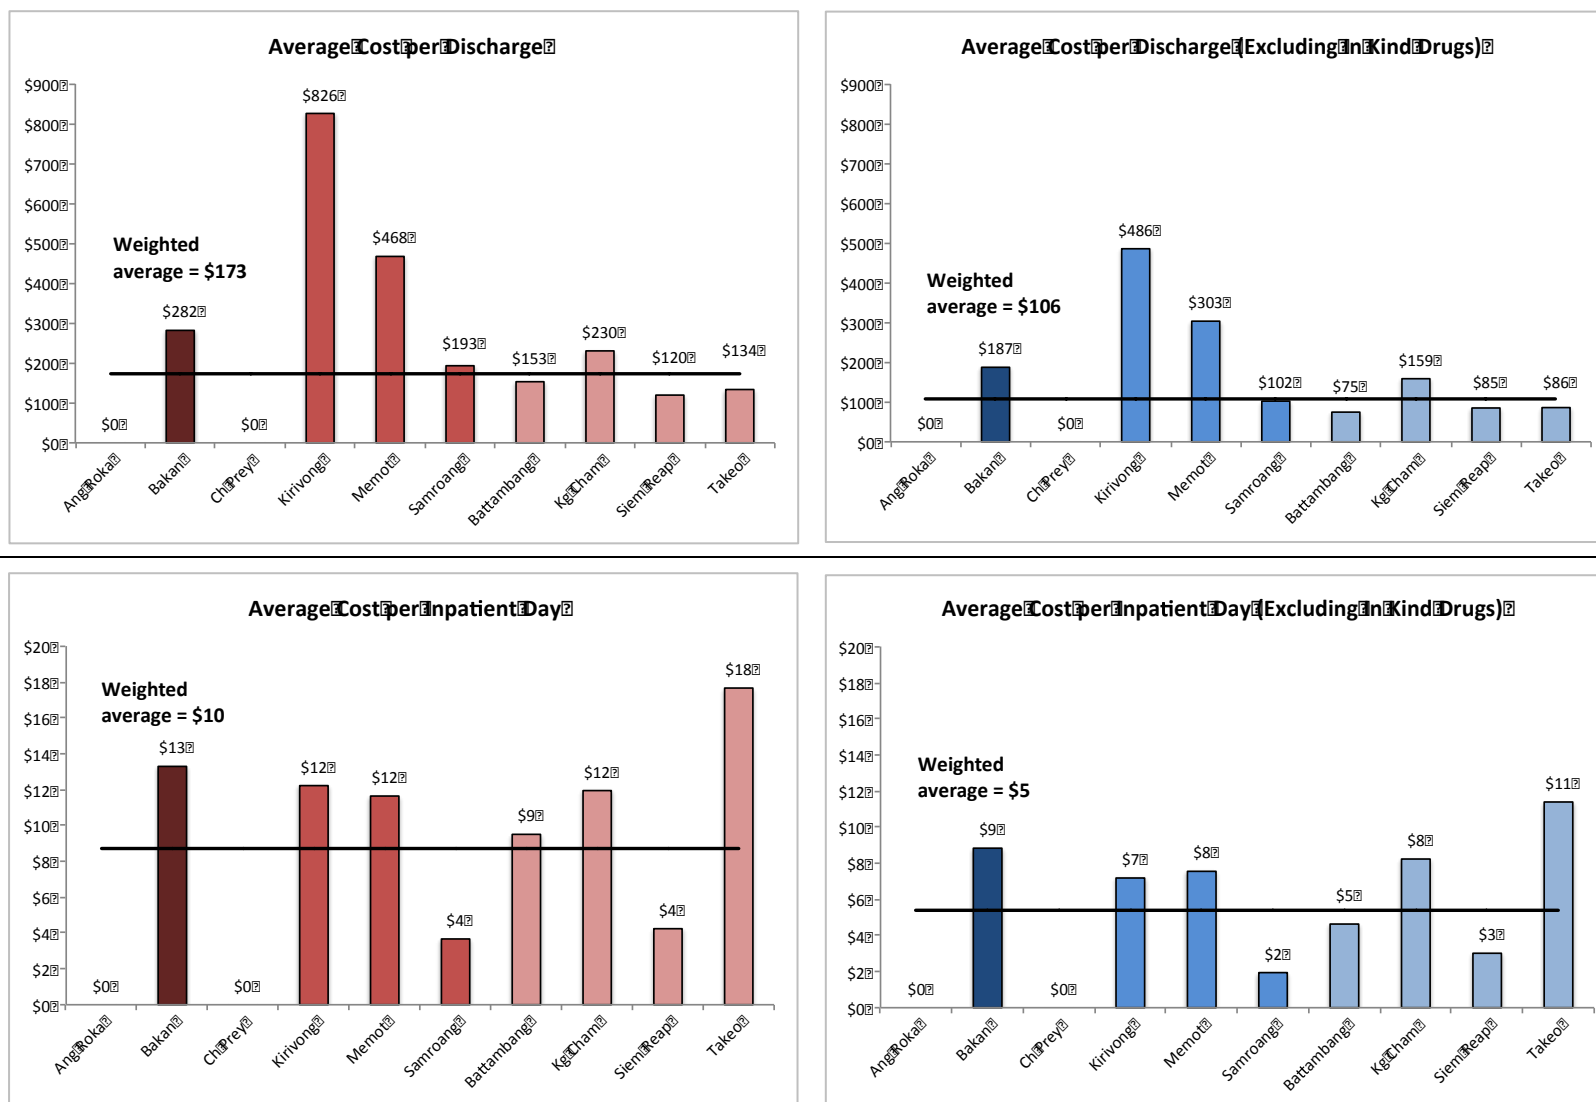 Average Cost per Discharge
$900
$800
$700
$600
$500
$400
$300
$200
$100
$0
Weighted
average = $173
$0
$282
$0
$826
$468
$193
$153
$230
$120
$134
Ang Roka
Bakan
Ch Prey
Kirivong
Memot
Samroang
Battambang
Kg Cham
Siem Reap
Takeo
Average Cost per Discharge (Excluding In Kind Drugs)
$900
$800
$700
$600
$500
$400
$300
$200
$100
$0
Weighted
average = $106
$0
$187
$0
$486
$303
$102
$75
$159
$85
$86
Ang Roka
Bakan
Ch Prey
Kirivong
Memot
Samroang
Battambang
Kg Cham
Siem Reap
Takeo
Average Cost per Inpatient Day
$20
$18
$16
$14
$12
$10
$8
$6
$4
$2
$0
Weighted
average = $10
$0
$13
$0
$12
$12
$4
$9
$12
$4
$18
Ang Roka
Bakan
Ch Prey
Kirivong
Memot
Samroang
Battambang
Kg Cham
Siem Reap
Takeo
Average Cost per Inpatient Day (Excluding In Kind Drugs)
$20
$18
$16
$14
$12
$10
$8
$6
$4
$2
$0
Weighted
average = $5
$0
$9
$0
$7
$8
$2
$5
$8
$3
$11
Ang Roka
Bakan
Ch Prey
Kirivong
Memot
Samroang
Battambang
Kg Cham
Siem Reap
Takeo